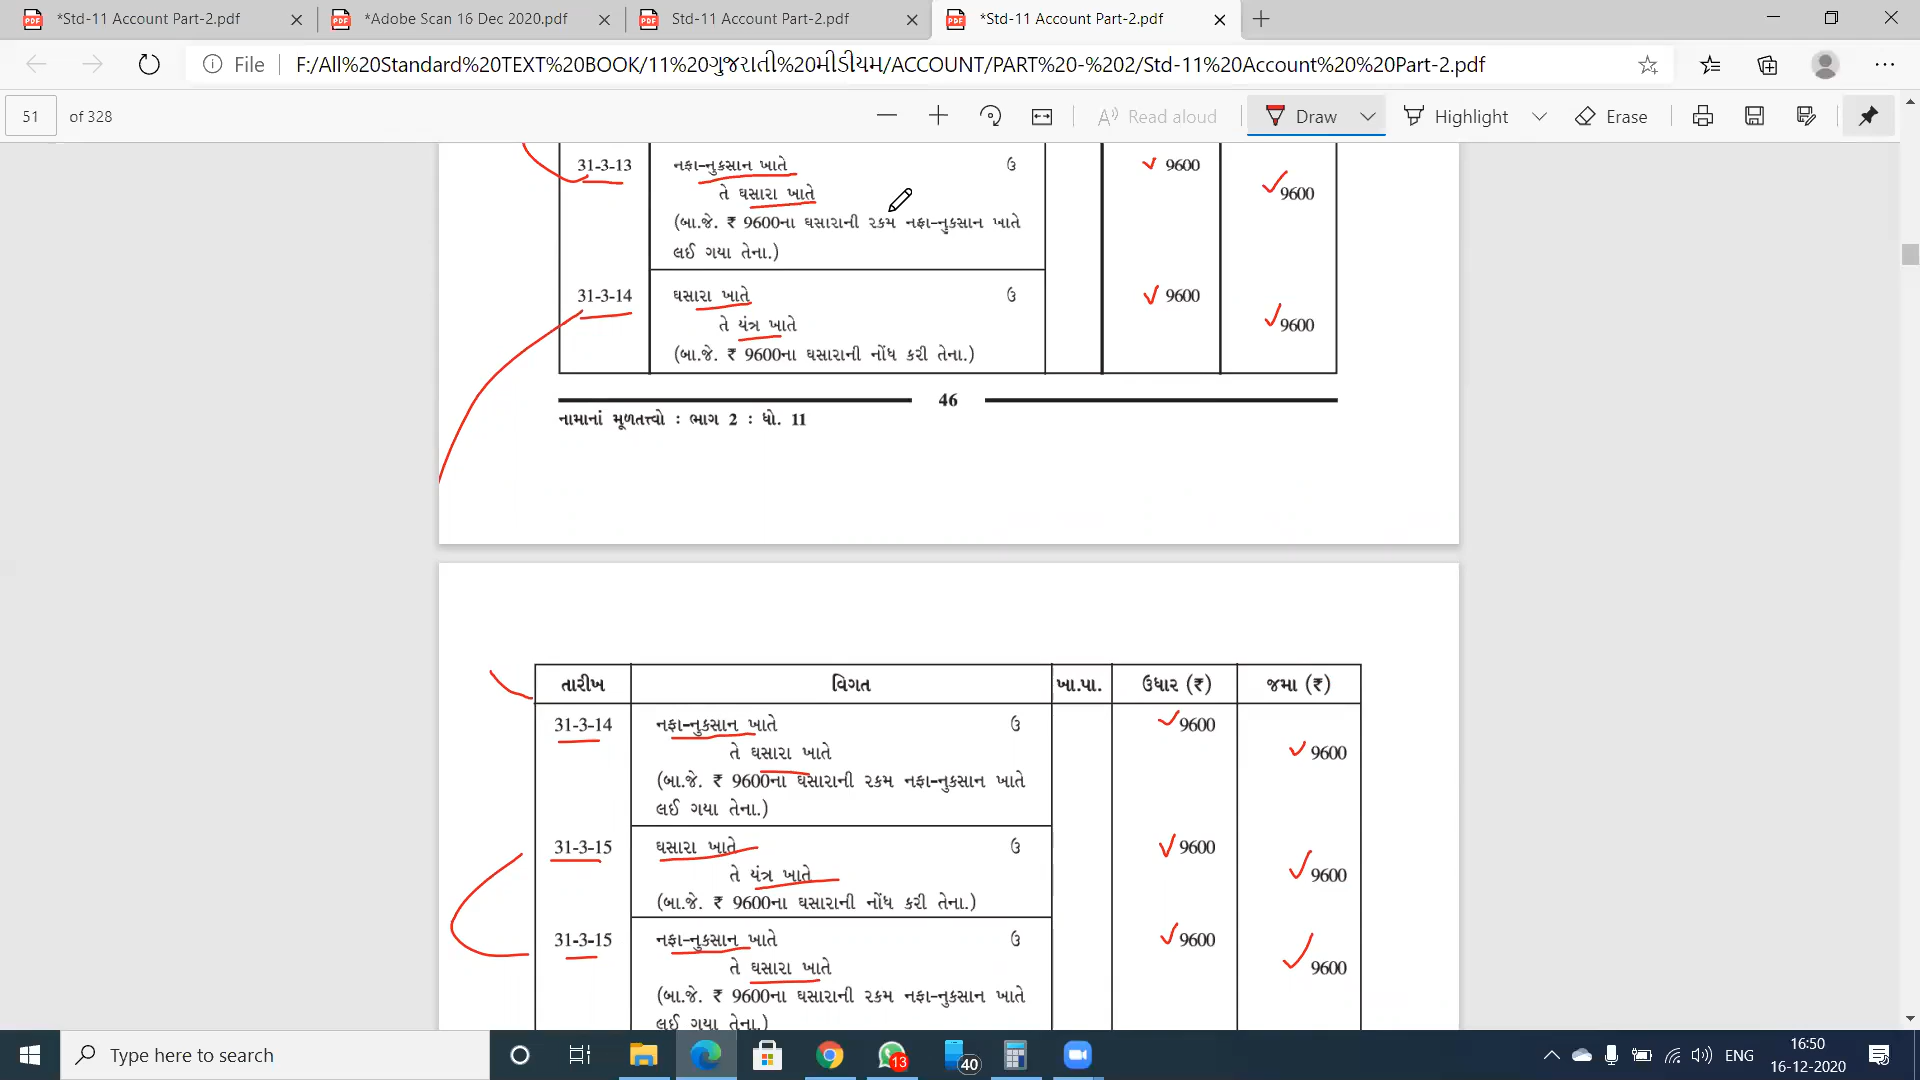 *Std-11 Account Part-2.pdf
*Adobe Scan 16 Dec 2020.pdf
Std-11 Account Part-2.pdf
*Std-11 Account Part-2.pdf
File
F:/All%20Standard%20TEXT%20BOOK/11%20ગુજરાતી%20મીડીયમ/ACCOUNT/PART%20-%202/Std-11%20Account%20%20Part-2.pdf
51 of 328
Read aloud
Draw
Highlight
Erase
31-3-13 નફા-નુકસાન ખાતે ઉ 9600
તે ઘસારા ખાતે 9600
(બા.જે. ₹ 9600ના ઘસારાની રકમ નફા-નુકસાન ખાતે
લઈ ગયા તેના.)
31-3-14 ઘસારા ખાતે ઉ 9600
તે યંત્ર ખાતે 9600
(બા.જે. ₹ 9600ના ઘસારાની નોંધ કરી તેના.)
46
નામાનાં મૂળતત્ત્વો : ભાગ 2 : ધો. 11
તારીખ વિગત ખા.પા. ઉધાર (₹) જમા (₹)
31-3-14 નફા-નુકસાન ખાતે ઉ 9600
તે ઘસારા ખાતે 9600
(બા.જે. ₹ 9600ના ઘસારાની રકમ નફા-નુકસાન ખાતે
લઈ ગયા તેના.)
31-3-15 ઘસારા ખાતે ઉ 9600
તે યંત્ર ખાતે 9600
(બા.જે. ₹ 9600ના ઘસારાની નોંધ કરી તેના.)
31-3-15 નફા-નુકસાન ખાતે ઉ 9600
તે ઘસારા ખાતે 9600
(બા.જે. ₹ 9600ના ઘસારાની રકમ નફા-નુકસાન ખાતે
લઈ ગયા તેના.)
Type here to search
13
40
ENG
16:50
16-12-2020